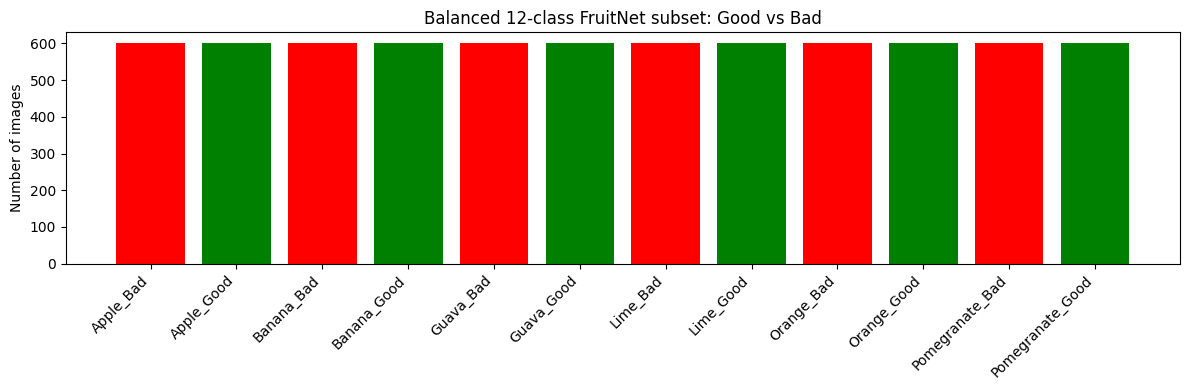 Balanced 12-class FruitNet subset: Good vs Bad
Number of images
600
500
400
300
200
100
0
Apple_Bad
Apple_Good
Banana_Bad
Banana_Good
Guava_Bad
Guava_Good
Lime_Bad
Lime_Good
Orange_Bad
Orange_Good
Pomegranate_Bad
Pomegranate_Good